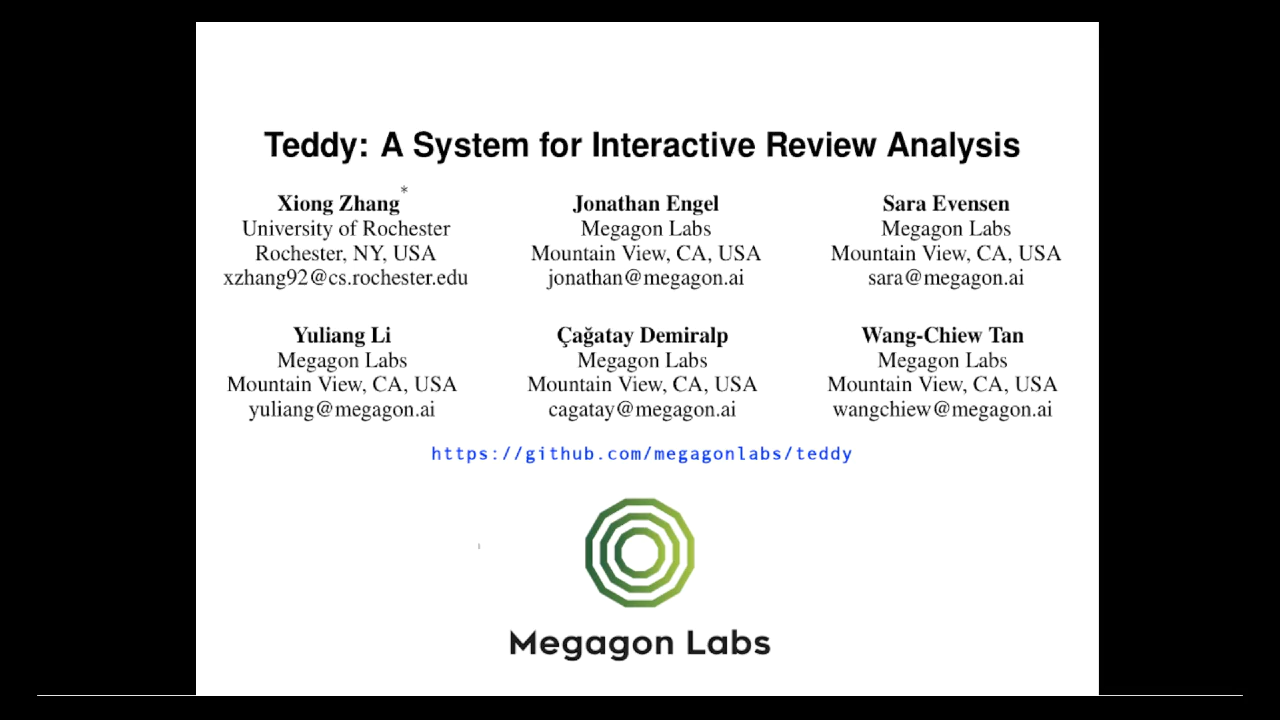 Teddy: A System for Interactive Review Analysis
Xiong Zhang*
University of Rochester
Rochester, NY, USA
xzhang92@cs.rochester.edu
Jonathan Engel
Megagon Labs
Mountain View, CA, USA
jonathan@megagon.ai
Sara Evensen
Megagon Labs
Mountain View, CA, USA
sara@megagon.ai
Yuliang Li
Megagon Labs
Mountain View, CA, USA
yuliang@megagon.ai
Çağatay Demiralp
Megagon Labs
Mountain View, CA, USA
cagatay@megagon.ai
Wang-Chiew Tan
Megagon Labs
Mountain View, CA, USA
wangchiew@megagon.ai
https://github.com/megagonlabs/teddy
Megagon Labs